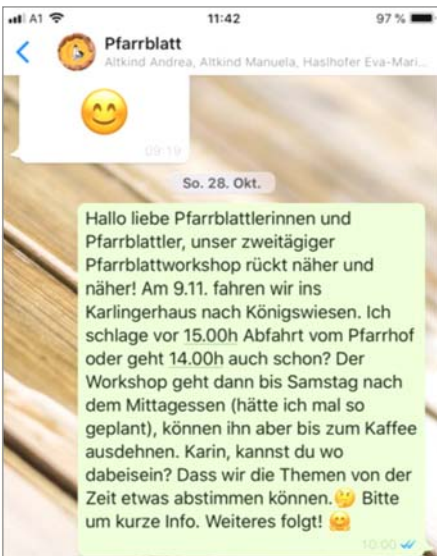 A1 11:42 97 %
Pfarrblatt
Altkind Andrea, Altkind Manuela, Haslhofer Eva-Mari...
09:19
So. 28. Okt.
Hallo liebe Pfarrblattlerinnen und
Pfarrblattler, unser zweitägiger
Pfarrblattworkshop rückt näher und
näher! Am 9.11. fahren wir ins
Karlingerhaus nach Königswiesen. Ich
schlage vor 15.00h Abfahrt vom Pfarrhof
oder geht 14.00h auch schon? Der
Workshop geht dann bis Samstag nach
dem Mittagessen (hätte ich mal so
geplant), können ihn aber bis zum Kaffee
ausdehnen. Karin, kannst du wo
dabeisein? Dass wir die Themen von der
Zeit etwas abstimmen können.🤔 Bitte
um kurze Info. Weiteres folgt! 🤗
10:00